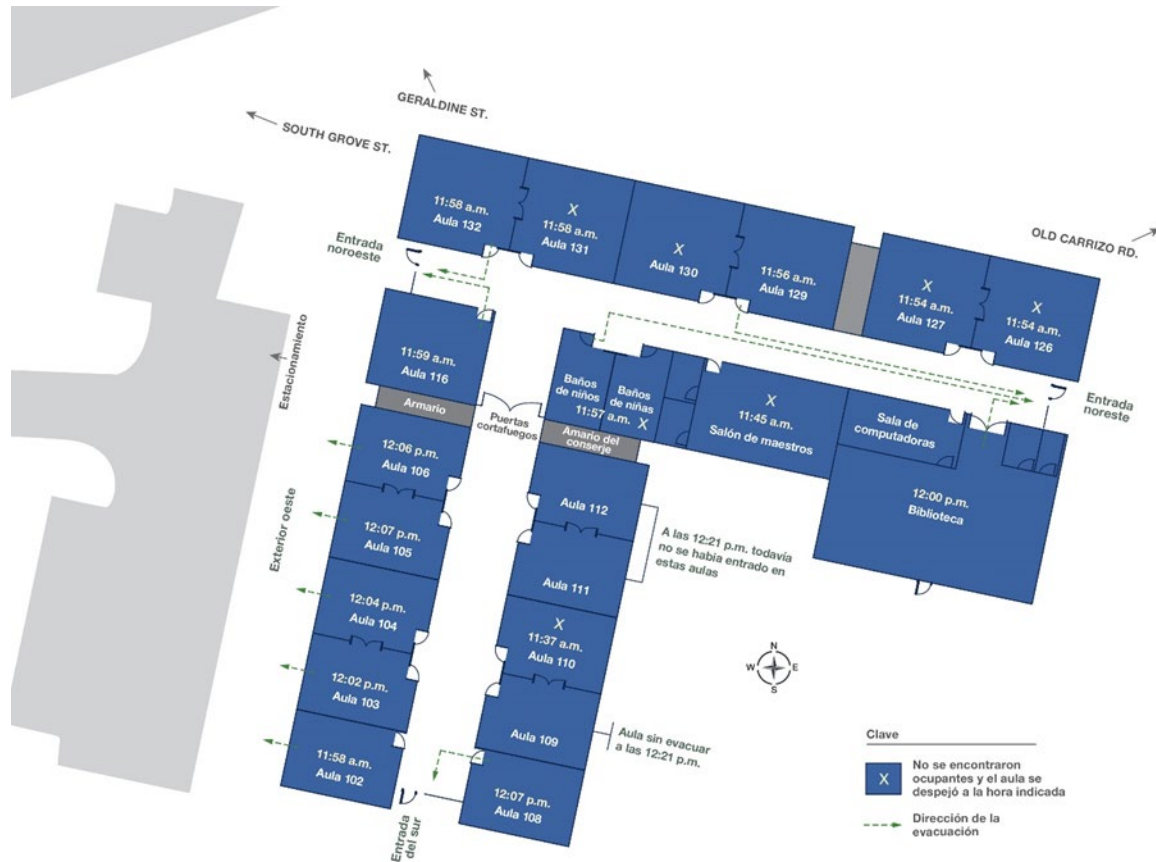 GERALDINE ST.
SOUTH GROVE ST.
OLD CARRIZO RD.
Entrada
noroeste
Estacionamiento
11:58 a.m.
Aula 132
X
11:58 a.m.
Aula 131
X
Aula 130
11:56 a.m.
Aula 129
X
11:54 a.m.
Aula 127
X
11:54 a.m.
Aula 126
Entrada
noreste
11:59 a.m.
Aula 116
Armario
Puertas
cortafuegos
Baños
de niños
Baños
de niñas
11:57
a.m.
X
Amario del
conserje
X
11:45 a.m.
Salón de maestros
Sala de
computadoras
12:00 p.m.
Biblioteca
Exterior oeste
12:06 p.m.
Aula 106
12:07 p.m.
Aula 105
12:04 p.m.
Aula 104
12:02 p.m.
Aula 103
11:58 a.m.
Aula 102
Aula 112
Aula 111
A las 12:21 p.m. todavía
no se había entrado en
estas aulas
X
11:37 a.m.
Aula 110
Aula 109
Aula sin evacuar
a las 12:21 p.m.
12:07 p.m.
Aula 108
Entrada
del sur
N
W
E
S
Clave
X
No se encontraron
ocupantes y el aula se
despejó a la hora indicada
Dirección de la
evacuación